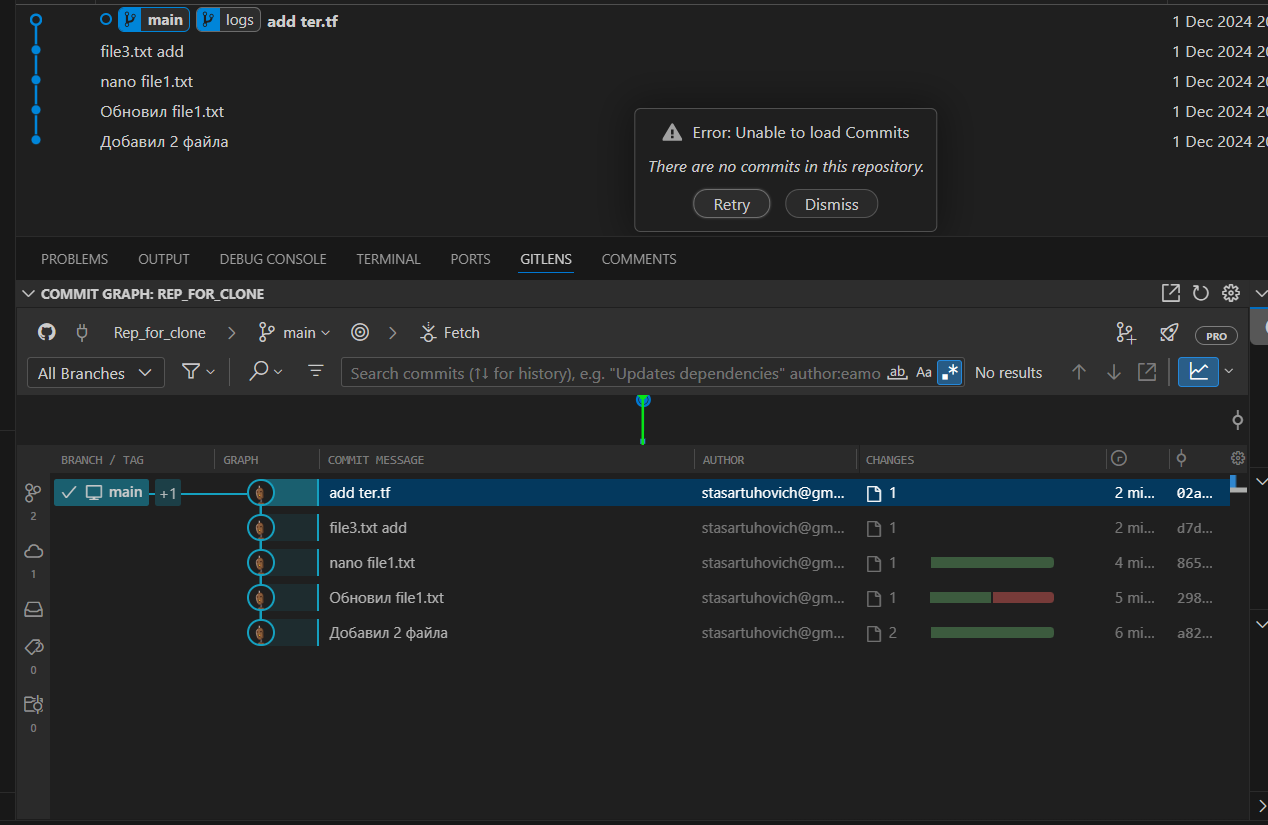 main logs add ter.tf 1 Dec 2024 20
file3.txt add 1 Dec 2024 20
nano file1.txt 1 Dec 2024 20
Обновил file1.txt 1 Dec 2024 20
Добавил 2 файла 1 Dec 2024 20
Error: Unable to load Commits
There are no commits in this repository.
Retry Dismiss
PROBLEMS OUTPUT DEBUG CONSOLE TERMINAL PORTS GITLENS COMMENTS
COMMIT GRAPH: REP_FOR_CLONE
Rep_for_clone main Fetch PRO
All Branches Search commits (↑↓ for history), e.g. "Updates dependencies" author:eamo ab, Aa .* No results
BRANCH / TAG GRAPH COMMIT MESSAGE AUTHOR CHANGES
main +1 add ter.tf stasartuhovich@gm... 1 2 mi... 02a...
file3.txt add stasartuhovich@gm... 1 2 mi... d7d...
nano file1.txt stasartuhovich@gm... 1 4 mi... 865...
Обновил file1.txt stasartuhovich@gm... 1 5 mi... 298...
Добавил 2 файла stasartuhovich@gm... 2 6 mi... a82...
2
1
0
0